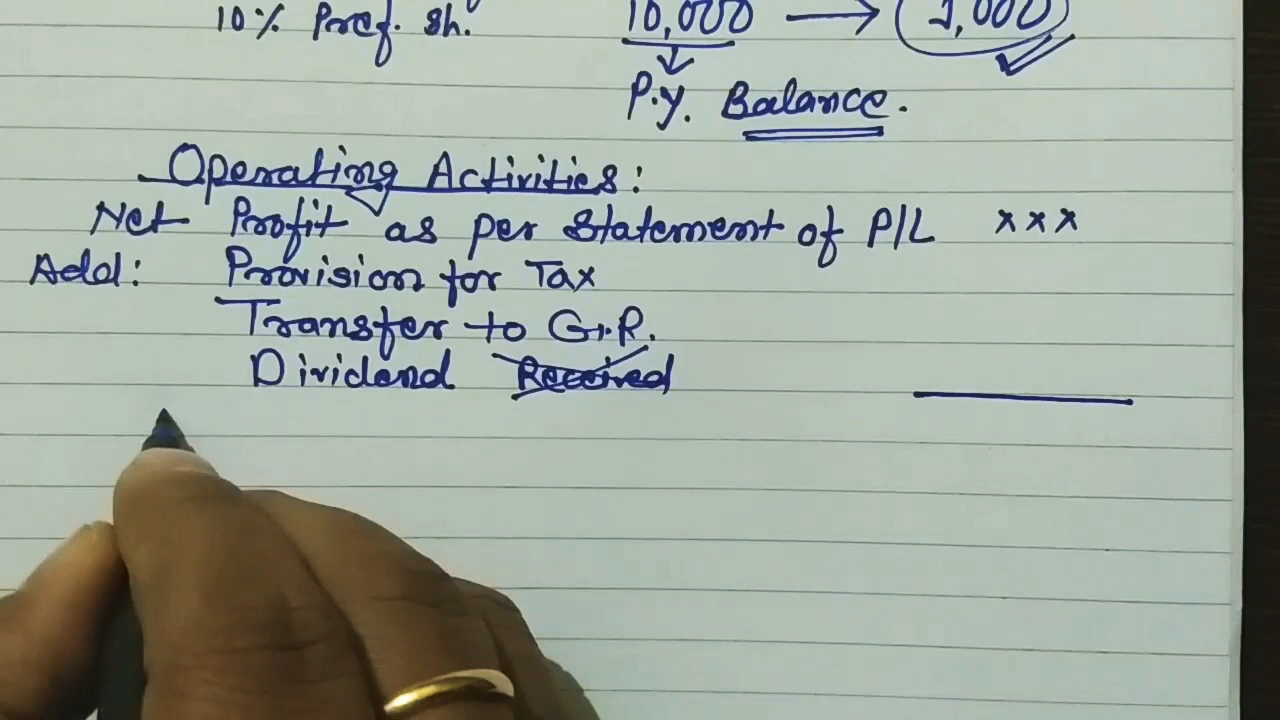 10% Pref. Sh. 10,000 → 1,000
P.y. Balance.
Operating Activities:
Net Profit as per Statement of P/L xxx
Add: Provision for Tax
Transfer to G.R.
Dividend Received